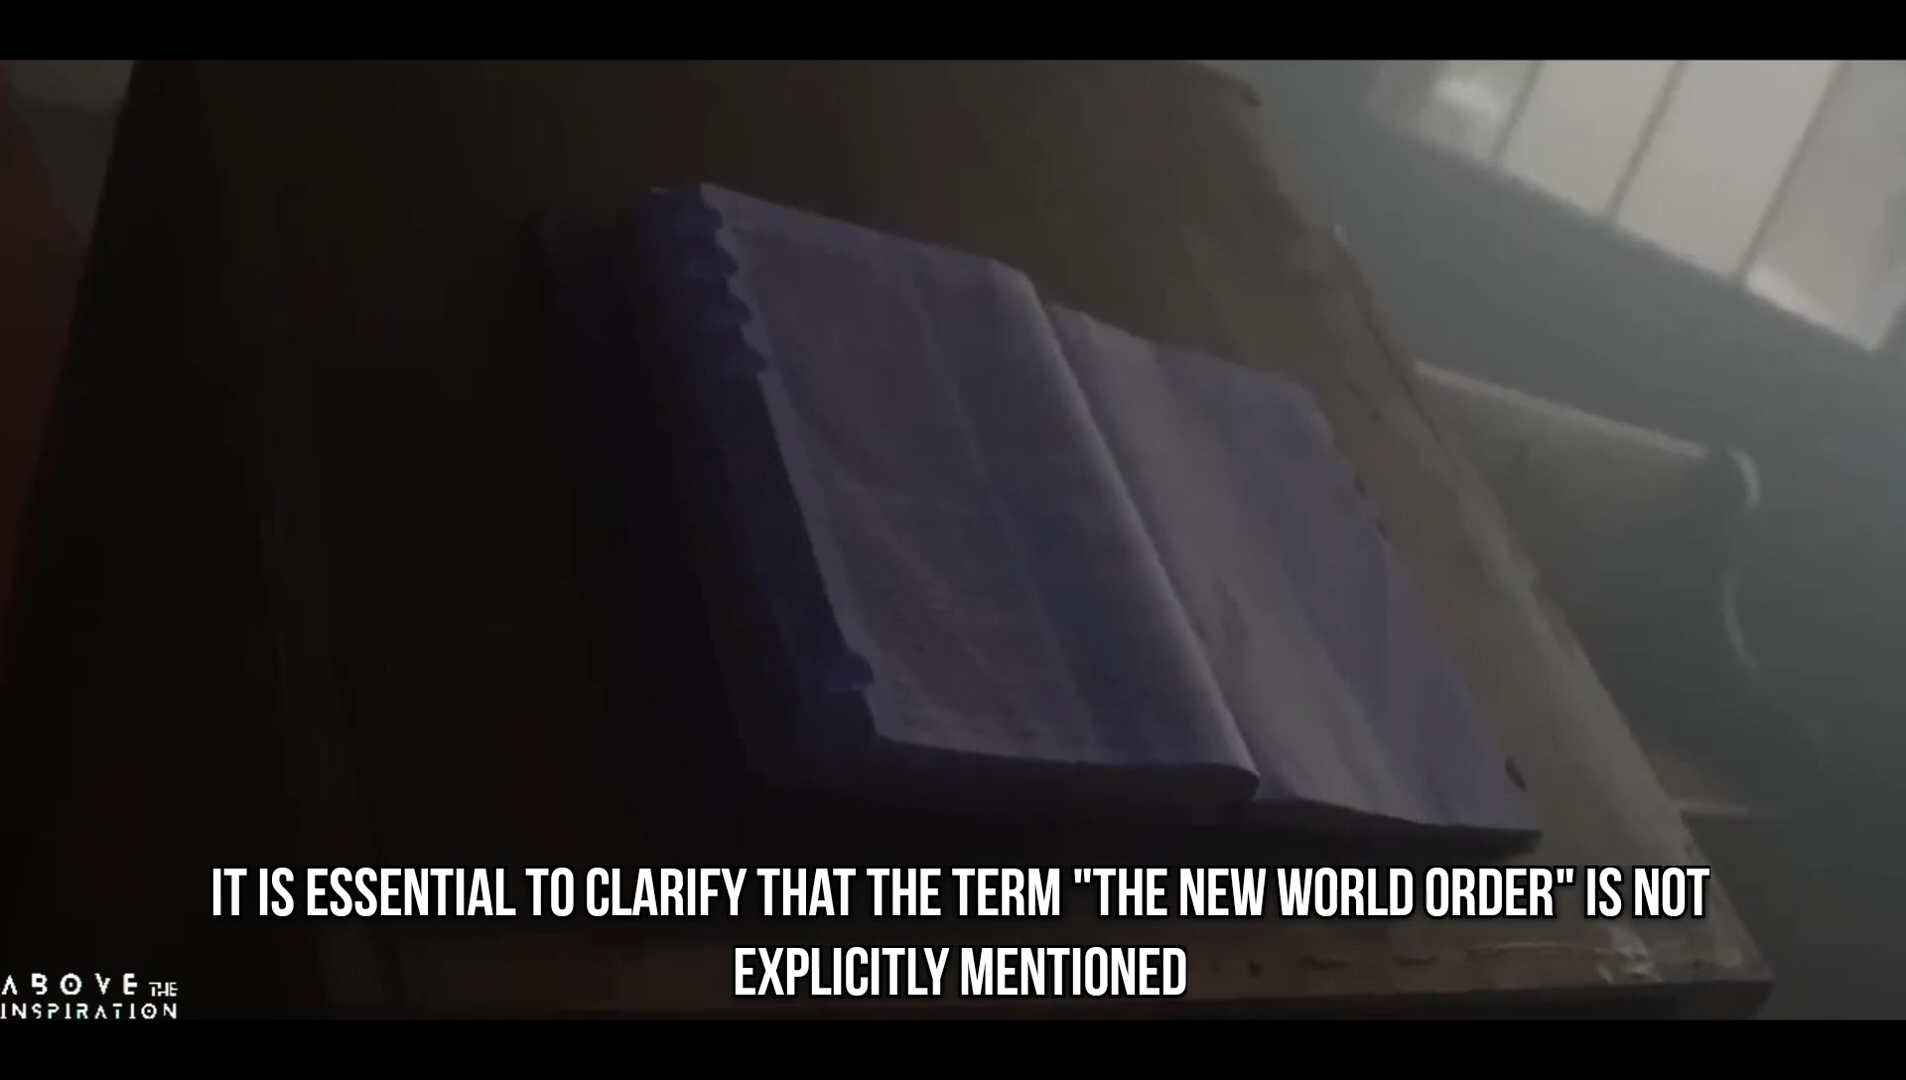 IT IS ESSENTIAL TO CLARIFY THAT THE TERM "THE NEW WORLD ORDER" IS NOT
EXPLICITLY MENTIONED
ABOVE THE
INSPIRATION